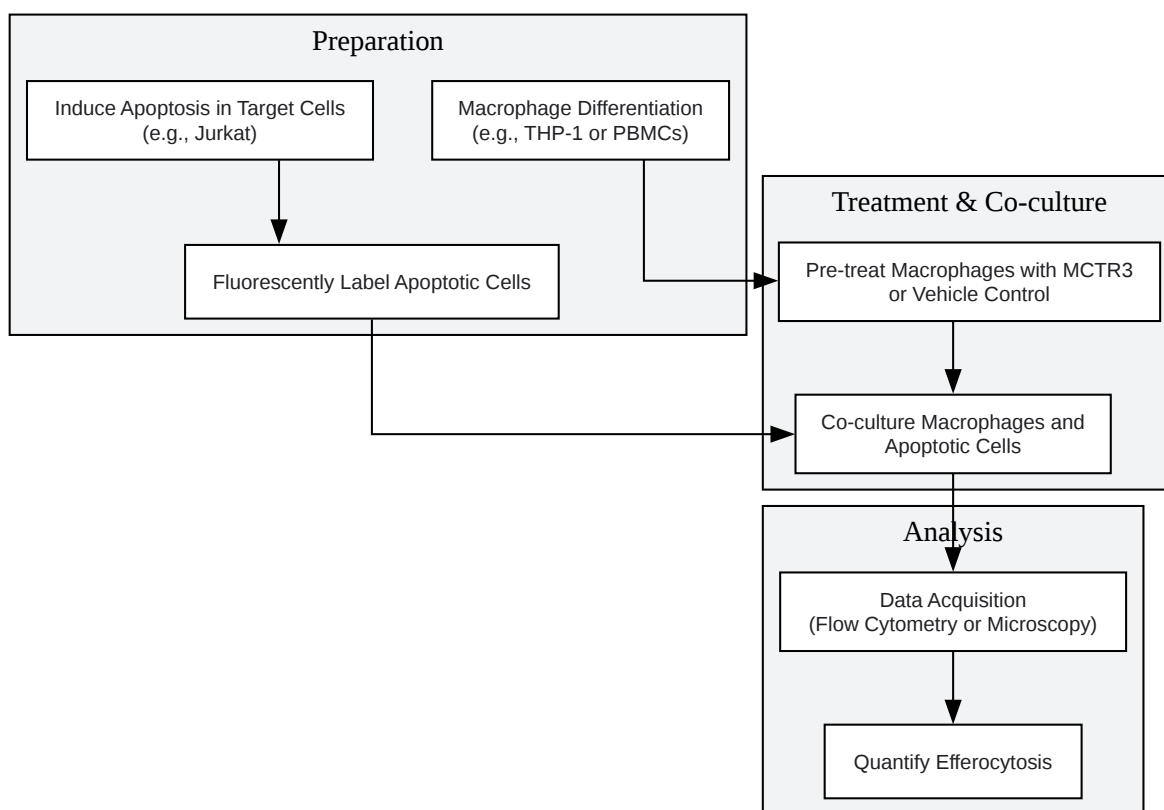 Preparation
Induce Apoptosis in Target Cells
(e.g., Jurkat)
Macrophage Differentiation
(e.g., THP-1 or PBMCs)
Fluorescently Label Apoptotic Cells
Treatment & Co-culture
Pre-treat Macrophages with MCTR3
or Vehicle Control
Co-culture Macrophages and
Apoptotic Cells
Analysis
Data Acquisition
(Flow Cytometry or Microscopy)
Quantify Efferocytosis